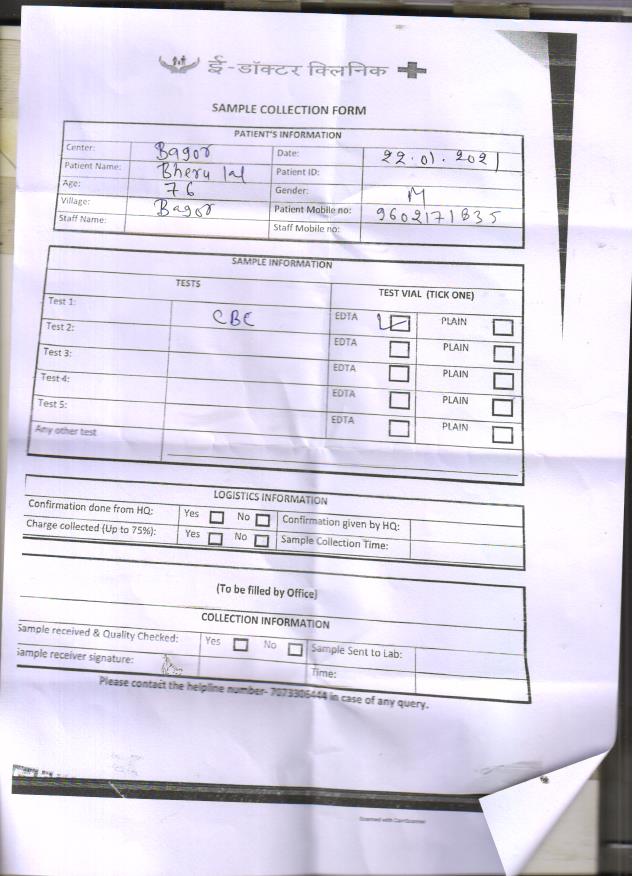 ई-डॉक्टर क्लिनिक
SAMPLE COLLECTION FORM
PATIENT'S INFORMATION
Center: Bagor Date: 22.01.2021
Patient Name: Bheru lal Patient ID:
Age: 76 Gender: M
Village: Bagor Patient Mobile no: 9602171835
Staff Name: Staff Mobile no:
SAMPLE INFORMATION
TESTS TEST VIAL (TICK ONE)
Test 1: CBC EDTA PLAIN
Test 2: EDTA PLAIN
Test 3: EDTA PLAIN
Test 4: EDTA PLAIN
Test 5: EDTA PLAIN
Any other test
LOGISTICS INFORMATION
Confirmation done from HQ: Yes No Confirmation given by HQ:
Charge collected (Up to 75%): Yes No Sample Collection Time:
(To be filled by Office)
COLLECTION INFORMATION
Sample received & Quality Checked: Yes No Sample Sent to Lab:
Sample receiver signature: Time:
Please contact the helpline number- 7073306444 in case of any query.
Scanned with CamScanner